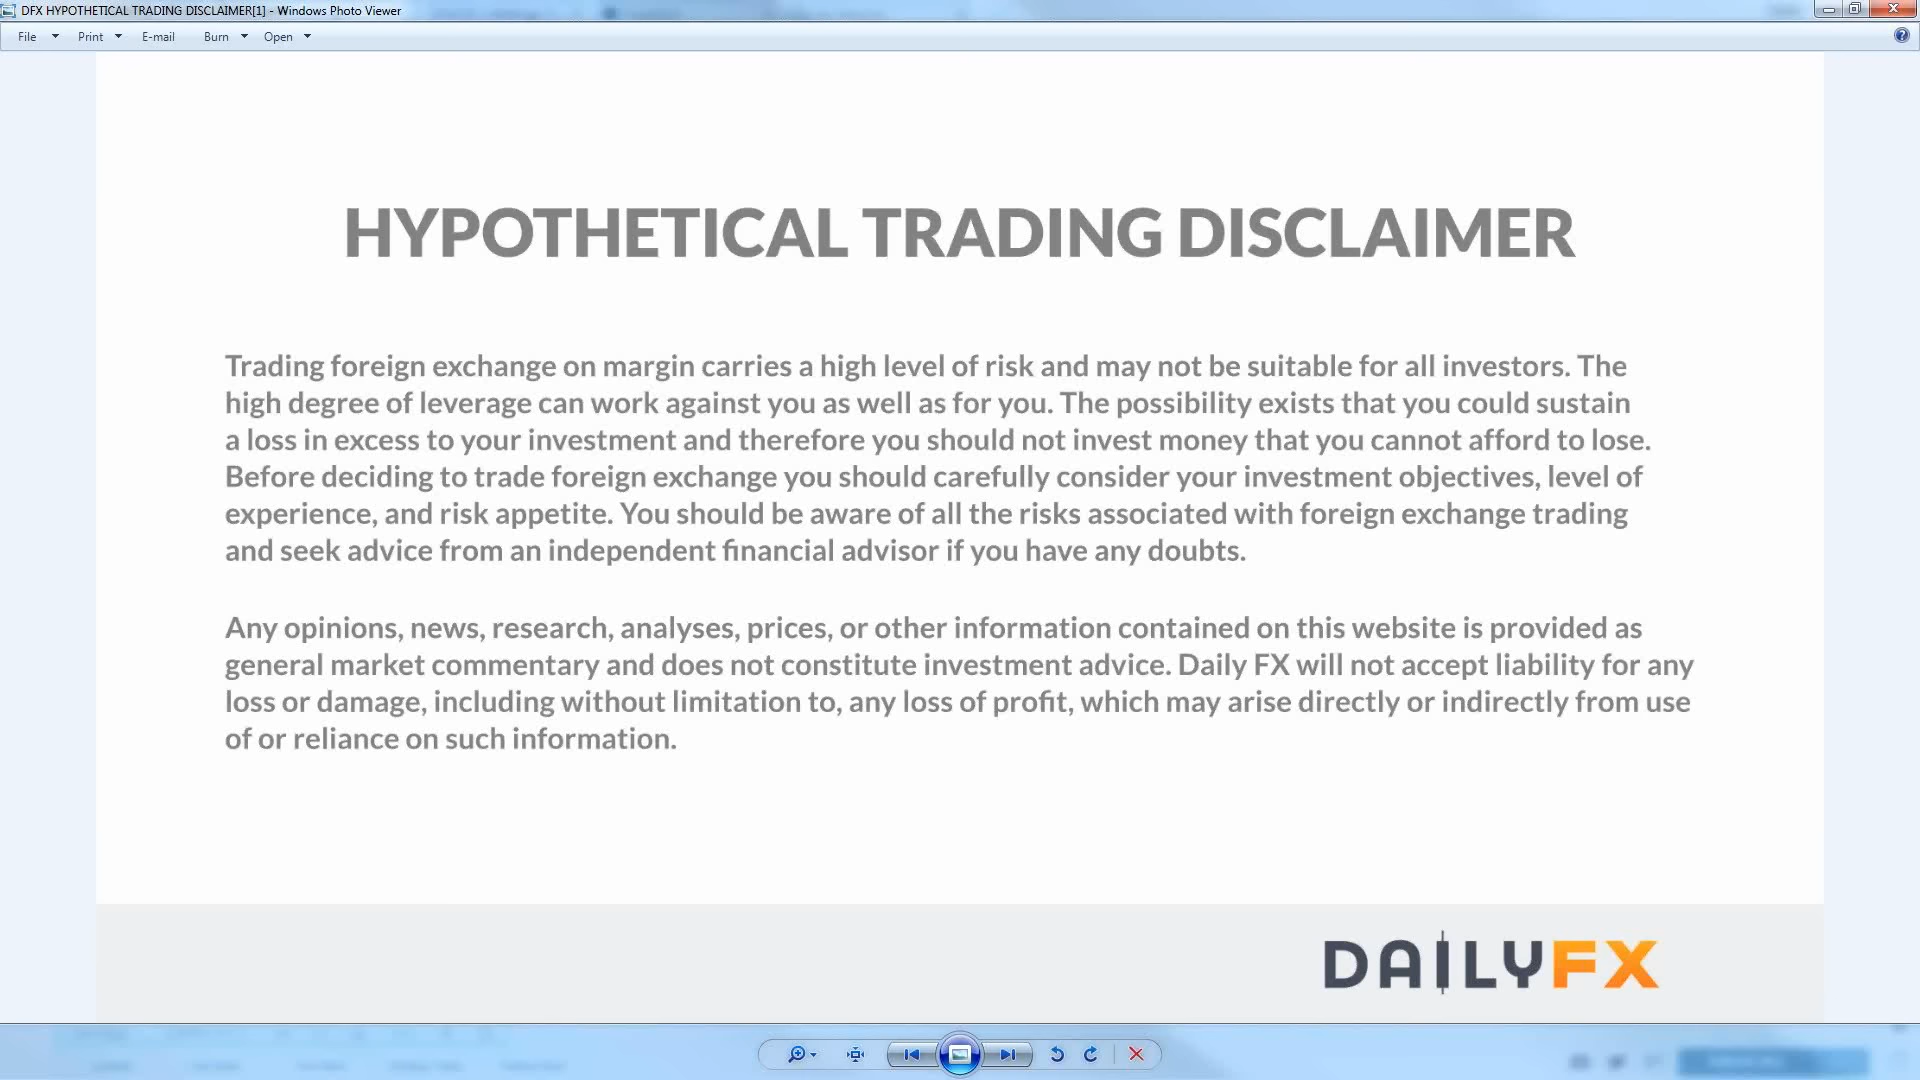 DFX HYPOTHETICAL TRADING DISCLAIMER[1] - Windows Photo Viewer
File Print E-mail Burn Open
HYPOTHETICAL TRADING DISCLAIMER
Trading foreign exchange on margin carries a high level of risk and may not be suitable for all investors. The
high degree of leverage can work against you as well as for you. The possibility exists that you could sustain
a loss in excess to your investment and therefore you should not invest money that you cannot afford to lose.
Before deciding to trade foreign exchange you should carefully consider your investment objectives, level of
experience, and risk appetite. You should be aware of all the risks associated with foreign exchange trading
and seek advice from an independent financial advisor if you have any doubts.
Any opinions, news, research, analyses, prices, or other information contained on this website is provided as
general market commentary and does not constitute investment advice. Daily FX will not accept liability for any
loss or damage, including without limitation to, any loss of profit, which may arise directly or indirectly from use
of or reliance on such information.
DAILYFX